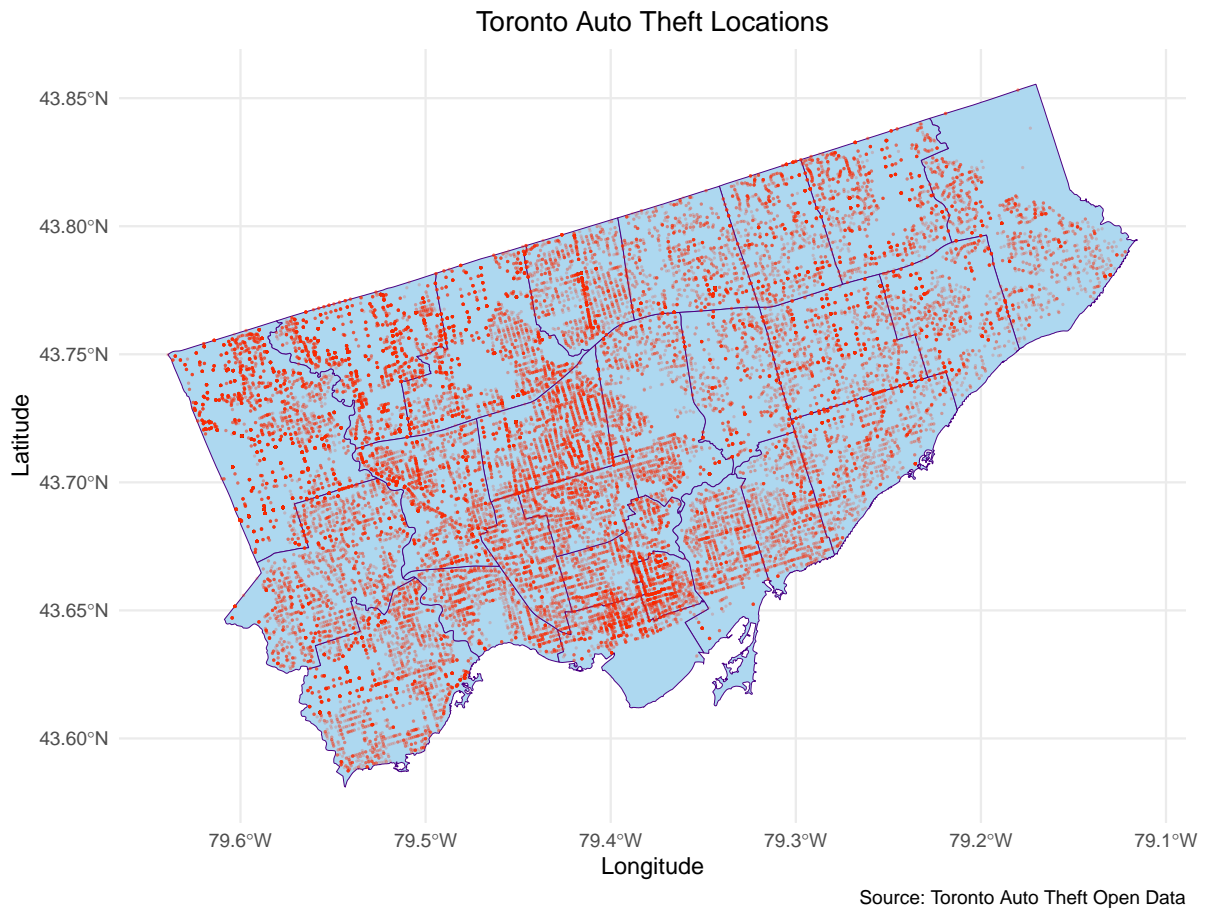 Toronto Auto Theft Locations
43.85°N
43.80°N
43.75°N
43.70°N
43.65°N
43.60°N
Latitude
79.6°W 79.5°W 79.4°W 79.3°W 79.2°W 79.1°W
Longitude
Source: Toronto Auto Theft Open Data